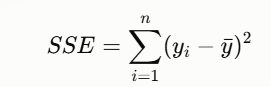 $SSE = \sum_{i=1}^{n} (y_i - \bar{y})^2$